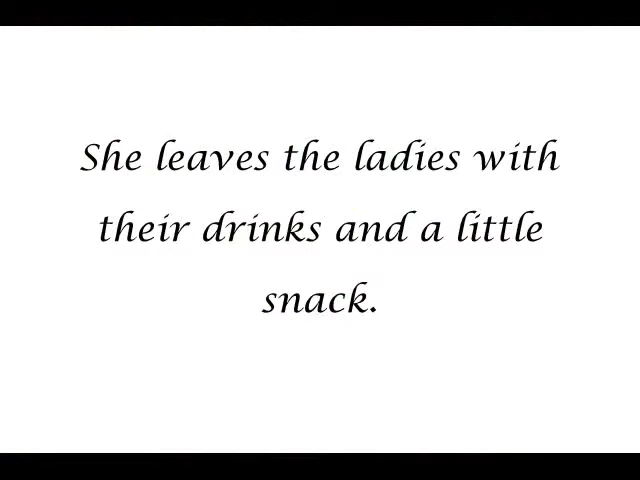 She leaves the ladies with
their drinks and a little
snack.